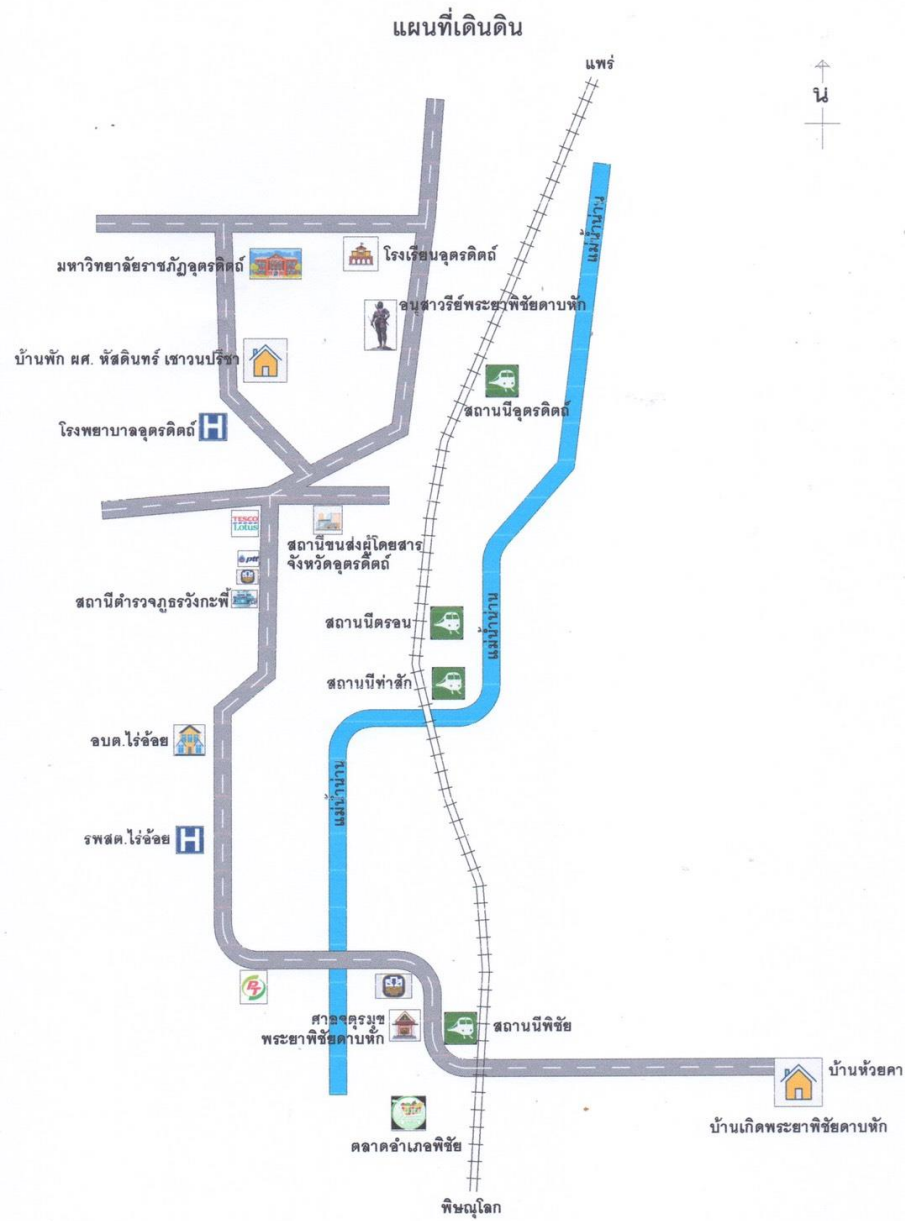 แผนที่เดินดิน
แพร่
น
แม่น้ำน่าน
มหาวิทยาลัยราชภัฏอุตรดิตถ์
โรงเรียนอุตรดิตถ์
อนุสาวรีย์พระยาพิชัยดาบหัก
บ้านพัก ผศ. หัสดินทร์ เชาวนปรีชา
สถานนีอุตรดิตถ์
โรงพยาบาลอุตรดิตถ์
H
TESCO
Lotus
สถานีขนส่งผู้โดยสาร
จังหวัดอุตรดิตถ์
ptt
สถานีตำรวจภูธรวังกะพี้
สถานนีตรอน
แม่น้ำน่าน
สถานนีท่าสัก
อบต.ไร่อ้อย
แม่น้ำน่าน
รพสต.ไร่อ้อย
H
PT
ศาลจตุรมุข
พระยาพิชัยดาบหัก
สถานนีพิชัย
บ้านห้วยคา
บ้านเกิดพระยาพิชัยดาบหัก
ตลาดอำเภอพิชัย
พิษณุโลก